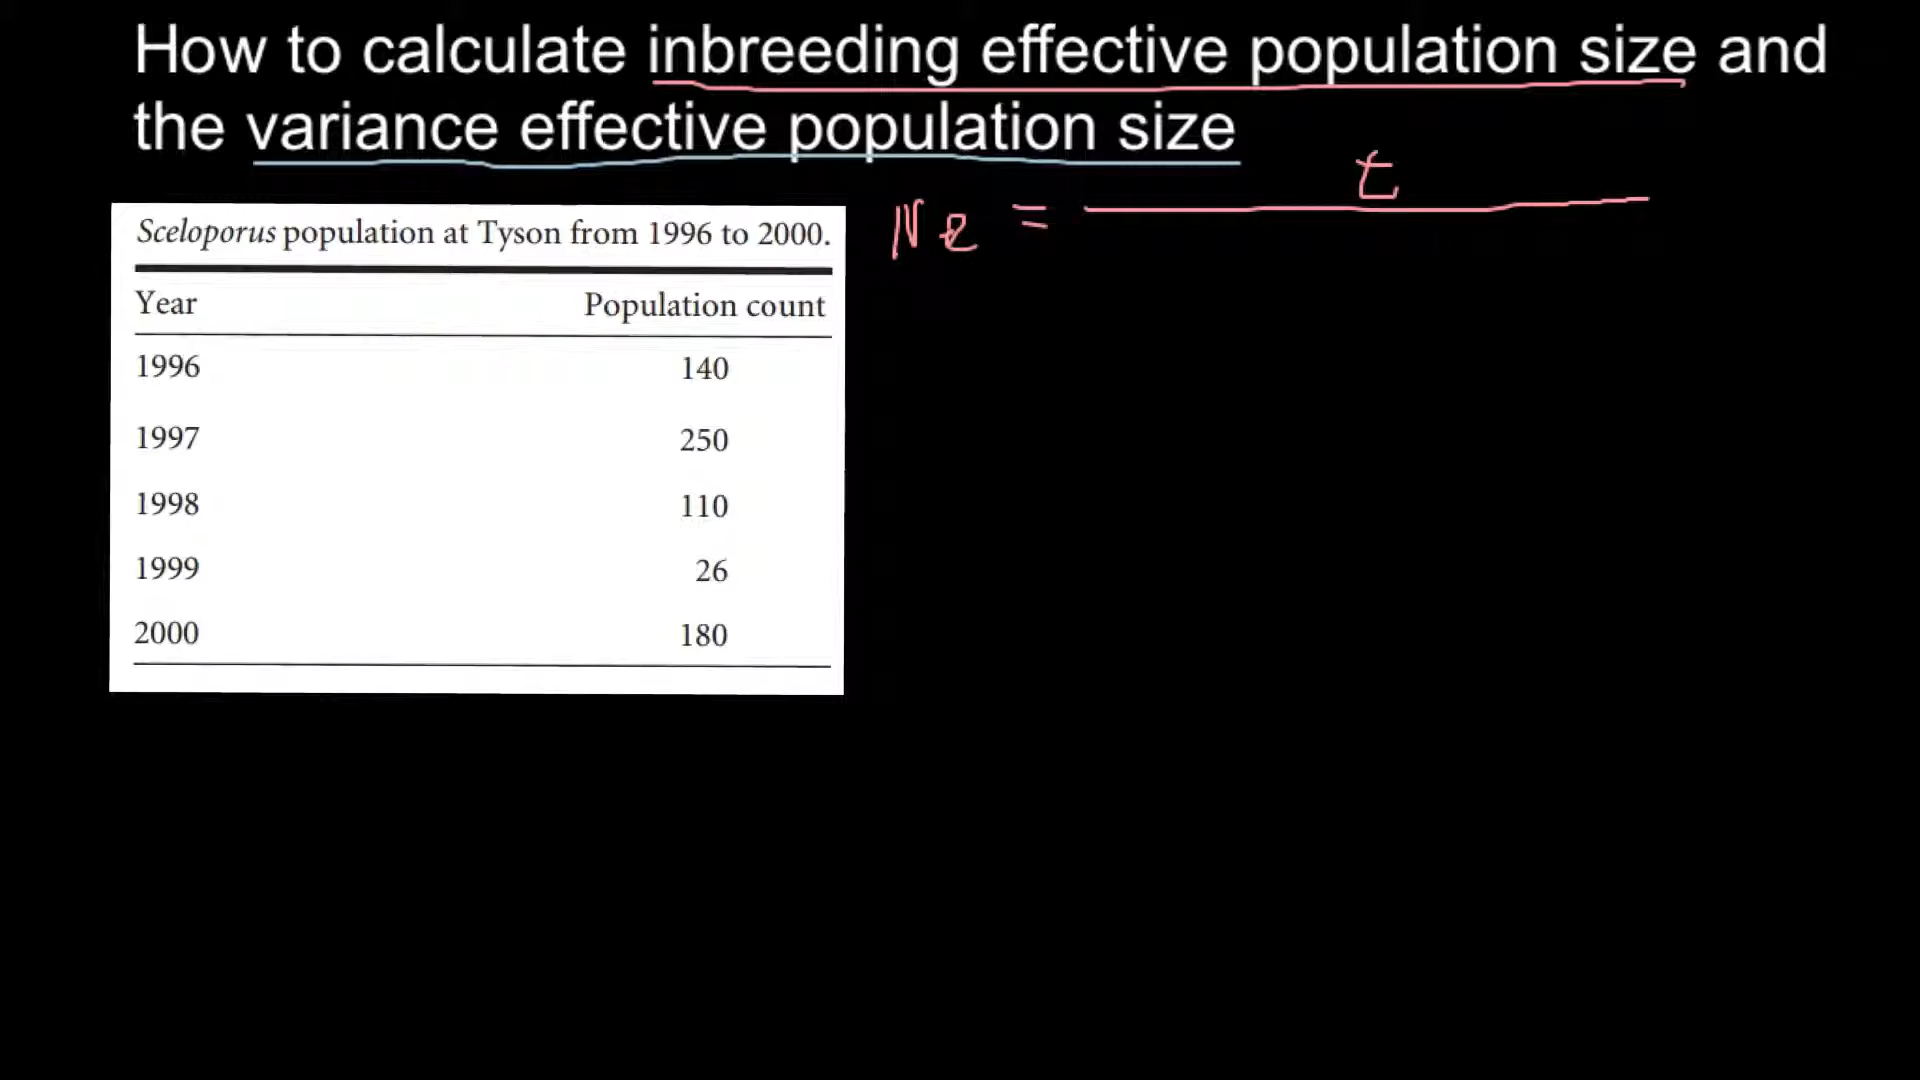 How to calculate inbreeding effective population size and
the variance effective population size
t
Ne =
Sceloporus population at Tyson from 1996 to 2000.
Year Population count
1996 140
1997 250
1998 110
1999 26
2000 180